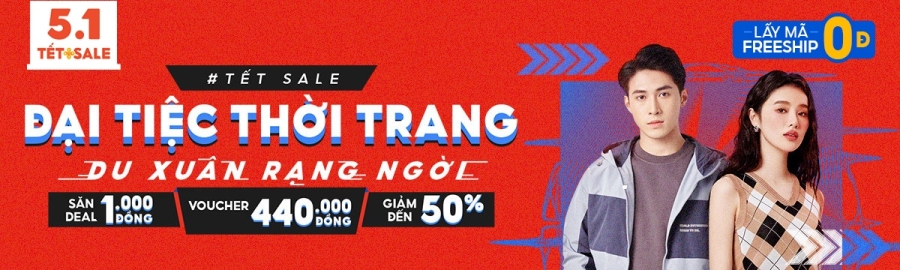 5.1
TẾT SALE
LẤY MÃ
FREESHIP 0Đ
#TẾT SALE
ĐẠI TIỆC THỜI TRANG
DU XUÂN RẠNG NGỜI
SĂN DEAL 1.000 ĐỒNG
VOUCHER 440.000 ĐỒNG
GIẢM ĐẾN 50%